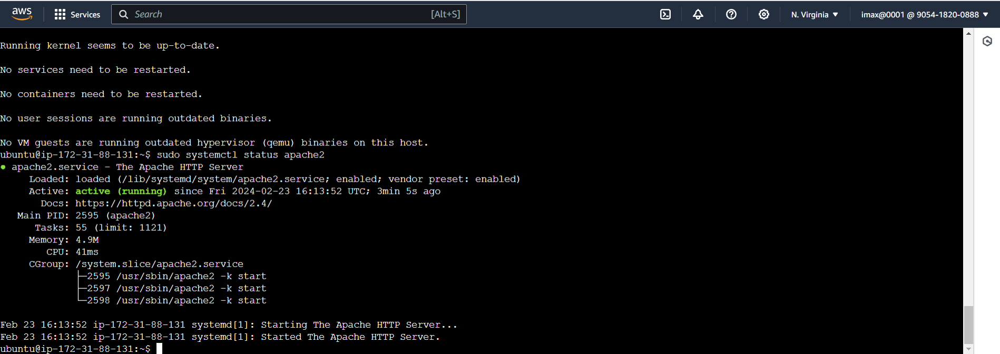 aws Services Search [Alt+S] N. Virginia ▼ imax@0001 @ 9054-1820-0888 ▼
Running kernel seems to be up-to-date.
No services need to be restarted.
No containers need to be restarted.
No user sessions are running outdated binaries.
No VM guests are running outdated hypervisor (qemu) binaries on this host.
ubuntu@ip-172-31-88-131:~$ sudo systemctl status apache2
● apache2.service - The Apache HTTP Server
Loaded: loaded (/lib/systemd/system/apache2.service; enabled; vendor preset: enabled)
Active: active (running) since Fri 2024-02-23 16:13:52 UTC; 3min 5s ago
Docs: https://httpd.apache.org/docs/2.4/
Main PID: 2595 (apache2)
Tasks: 55 (limit: 1121)
Memory: 4.9M
CPU: 41ms
CGroup: /system.slice/apache2.service
├─2595 /usr/sbin/apache2 -k start
├─2597 /usr/sbin/apache2 -k start
└─2598 /usr/sbin/apache2 -k start
Feb 23 16:13:52 ip-172-31-88-131 systemd[1]: Starting The Apache HTTP Server...
Feb 23 16:13:52 ip-172-31-88-131 systemd[1]: Started The Apache HTTP Server.
ubuntu@ip-172-31-88-131:~$